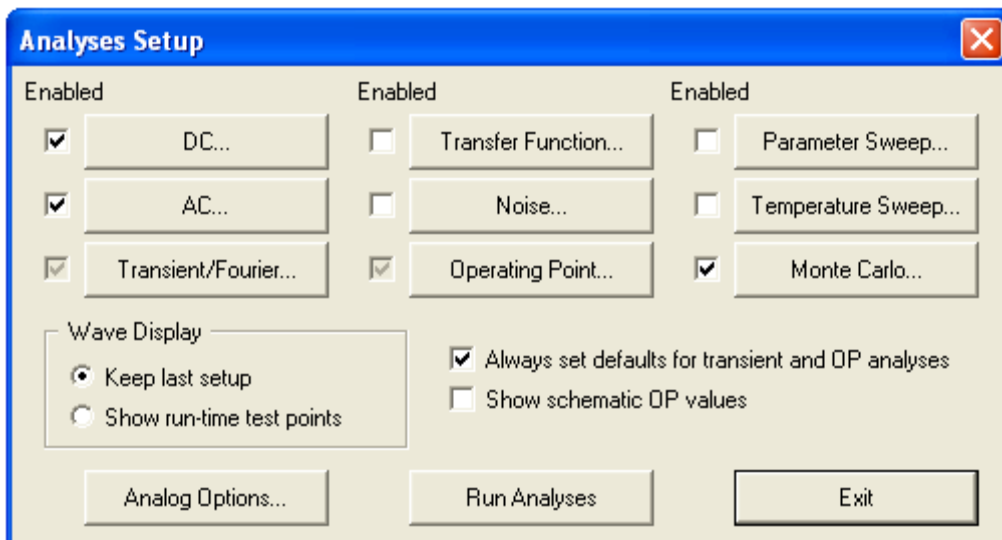 Analyses Setup
Enabled Enabled Enabled
DC... Transfer Function... Parameter Sweep...
AC... Noise... Temperature Sweep...
Transient/Fourier... Operating Point... Monte Carlo...
Wave Display
Keep last setup
Show run-time test points
Always set defaults for transient and OP analyses
Show schematic OP values
Analog Options... Run Analyses Exit